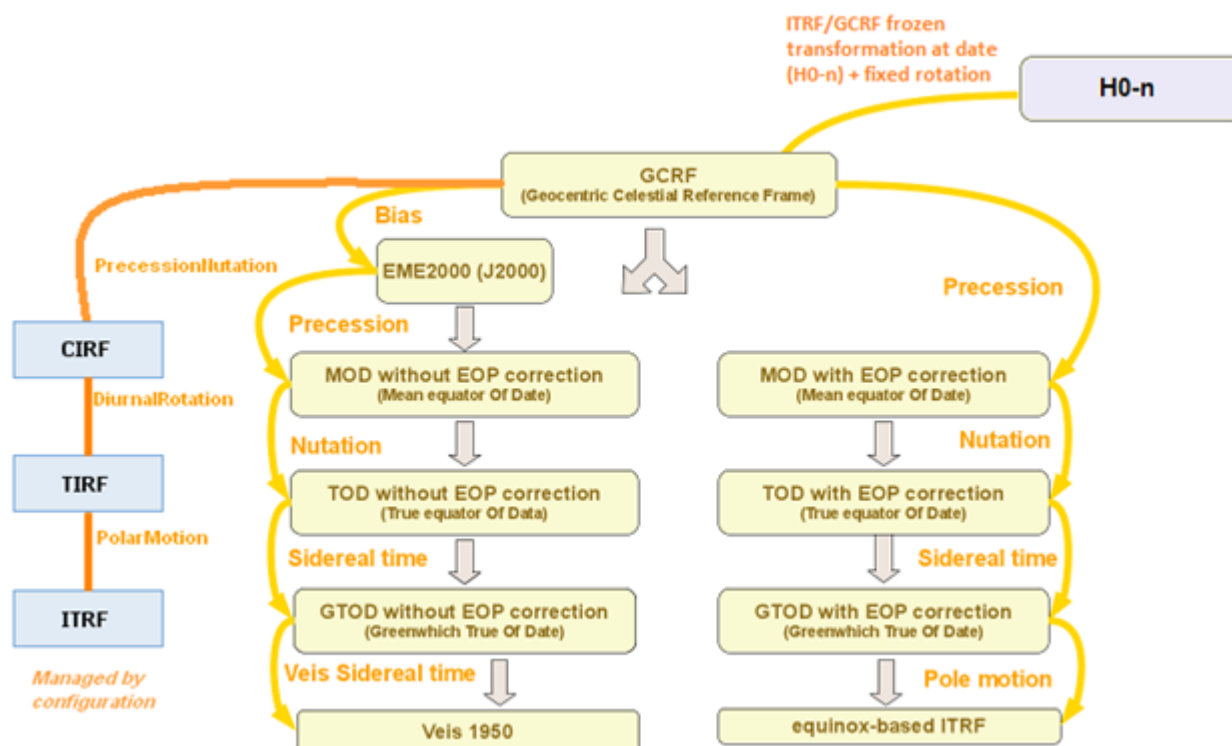 ITRF/GCRF frozen
transformation at date
(H0-n) + fixed rotation
H0-n
GCRF
(Geocentric Celestial Reference Frame)
Bias
PrecessionNutation
EME2000 (J2000)
Precession
Precession
CIRF
MOD without EOP correction
(Mean equator Of Date)
MOD with EOP correction
(Mean equator Of Date)
DiurnalRotation
Nutation
Nutation
TIRF
TOD without EOP correction
(True equator Of Data)
TOD with EOP correction
(True equator Of Date)
PolarMotion
Sidereal time
Sidereal time
ITRF
GTOD without EOP correction
(Greenwhich True Of Date)
GTOD with EOP correction
(Greenwhich True Of Date)
Managed by
configuration
Veis Sidereal time
Pole motion
Veis 1950
equinox-based ITRF